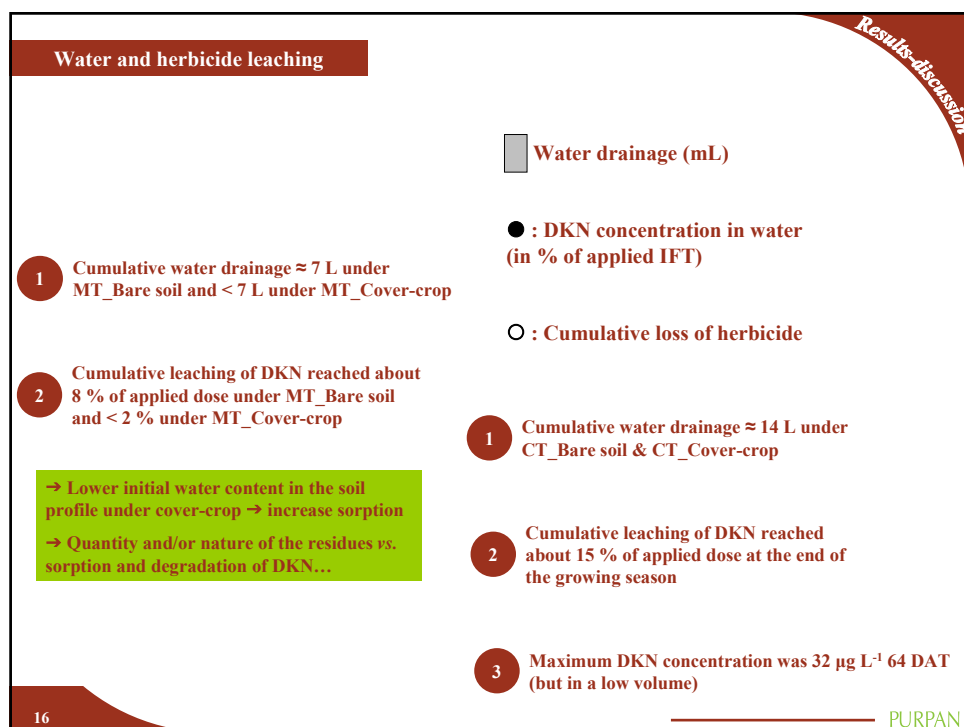 Water and herbicide leaching
Results-discussion
Water drainage (mL)
● : DKN concentration in water
(in % of applied IFT)
○ : Cumulative loss of herbicide
1
Cumulative water drainage ≈ 7 L under
MT_Bare soil and < 7 L under MT_Cover-crop
2
Cumulative leaching of DKN reached about
8 % of applied dose under MT_Bare soil
and < 2 % under MT_Cover-crop
➔ Lower initial water content in the soil
profile under cover-crop ➔ increase sorption
➔ Quantity and/or nature of the residues vs.
sorption and degradation of DKN…
1
Cumulative water drainage ≈ 14 L under
CT_Bare soil & CT_Cover-crop
2
Cumulative leaching of DKN reached
about 15 % of applied dose at the end of
the growing season
3
Maximum DKN concentration was 32 µg L⁻¹ 64 DAT
(but in a low volume)
16
PURPAN